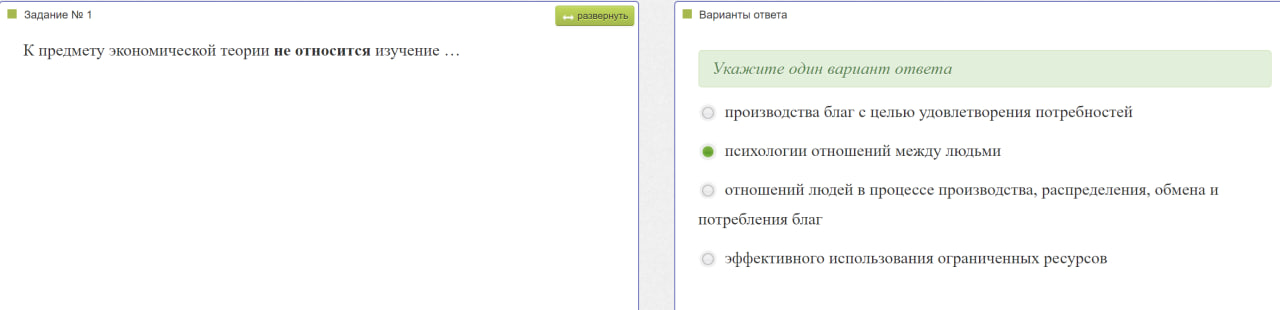 Задание № 1
развернуть
К предмету экономической теории не относится изучение …
Варианты ответа
Укажите один вариант ответа
производства благ с целью удовлетворения потребностей
психологии отношений между людьми
отношений людей в процессе производства, распределения, обмена и
потребления благ
эффективного использования ограниченных ресурсов